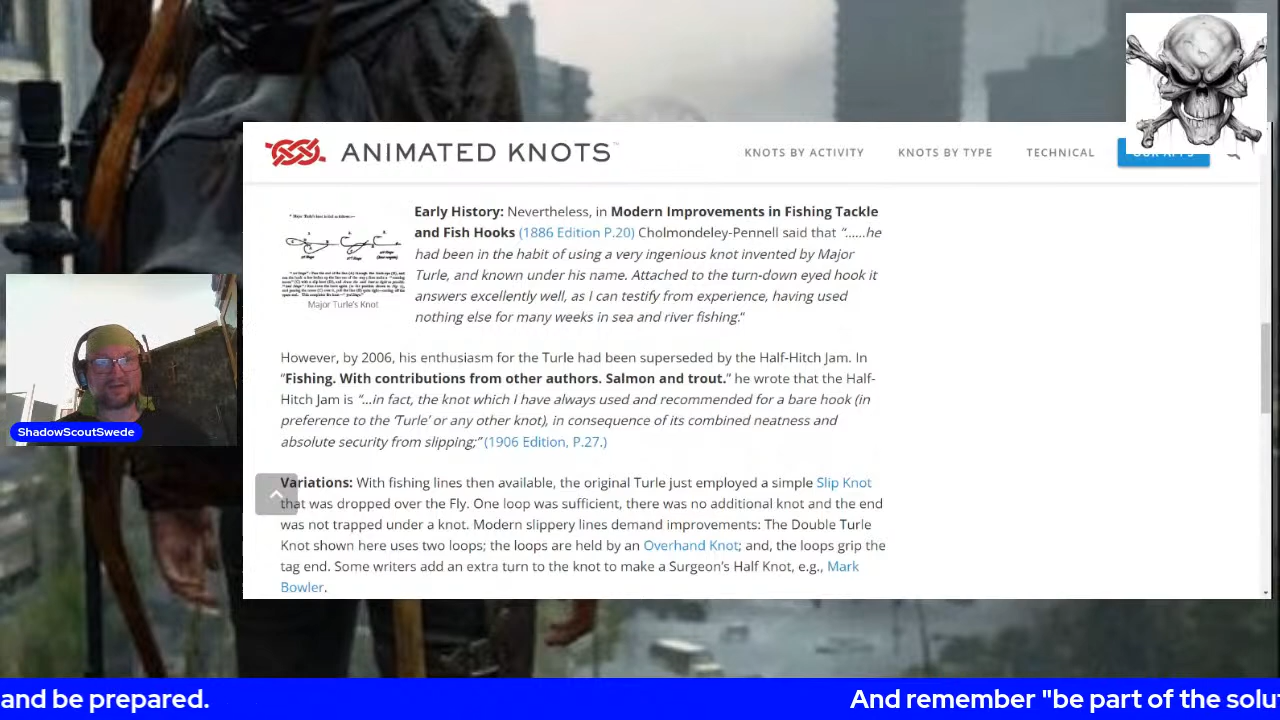 ANIMATED KNOTS™
KNOTS BY ACTIVITY
KNOTS BY TYPE
TECHNICAL
OUR APPS
Early History: Nevertheless, in Modern Improvements in Fishing Tackle
and Fish Hooks (1886 Edition P.20) Cholmondeley-Pennell said that “……he
had been in the habit of using a very ingenious knot invented by Major
Turle, and known under his name. Attached to the turn-down eyed hook it
answers excellently well, as I can testify from experience, having used
nothing else for many weeks in sea and river fishing.“
Major Turle’s Knot
However, by 2006, his enthusiasm for the Turle had been superseded by the Half-Hitch Jam. In
“Fishing. With contributions from other authors. Salmon and trout.” he wrote that the Half-
Hitch Jam is “…in fact, the knot which I have always used and recommended for a bare hook (in
preference to the ‘Turle’ or any other knot), in consequence of its combined neatness and
absolute security from slipping;” (1906 Edition, P.27.)
Variations: With fishing lines then available, the original Turle just employed a simple Slip Knot
that was dropped over the Fly. One loop was sufficient, there was no additional knot and the end
was not trapped under a knot. Modern slippery lines demand improvements: The Double Turle
Knot shown here uses two loops; the loops are held by an Overhand Knot; and, the loops grip the
tag end. Some writers add an extra turn to the knot to make a Surgeon’s Half Knot, e.g., Mark
Bowler.
ShadowScoutSwede
and be prepared.
And remember "be part of the solu